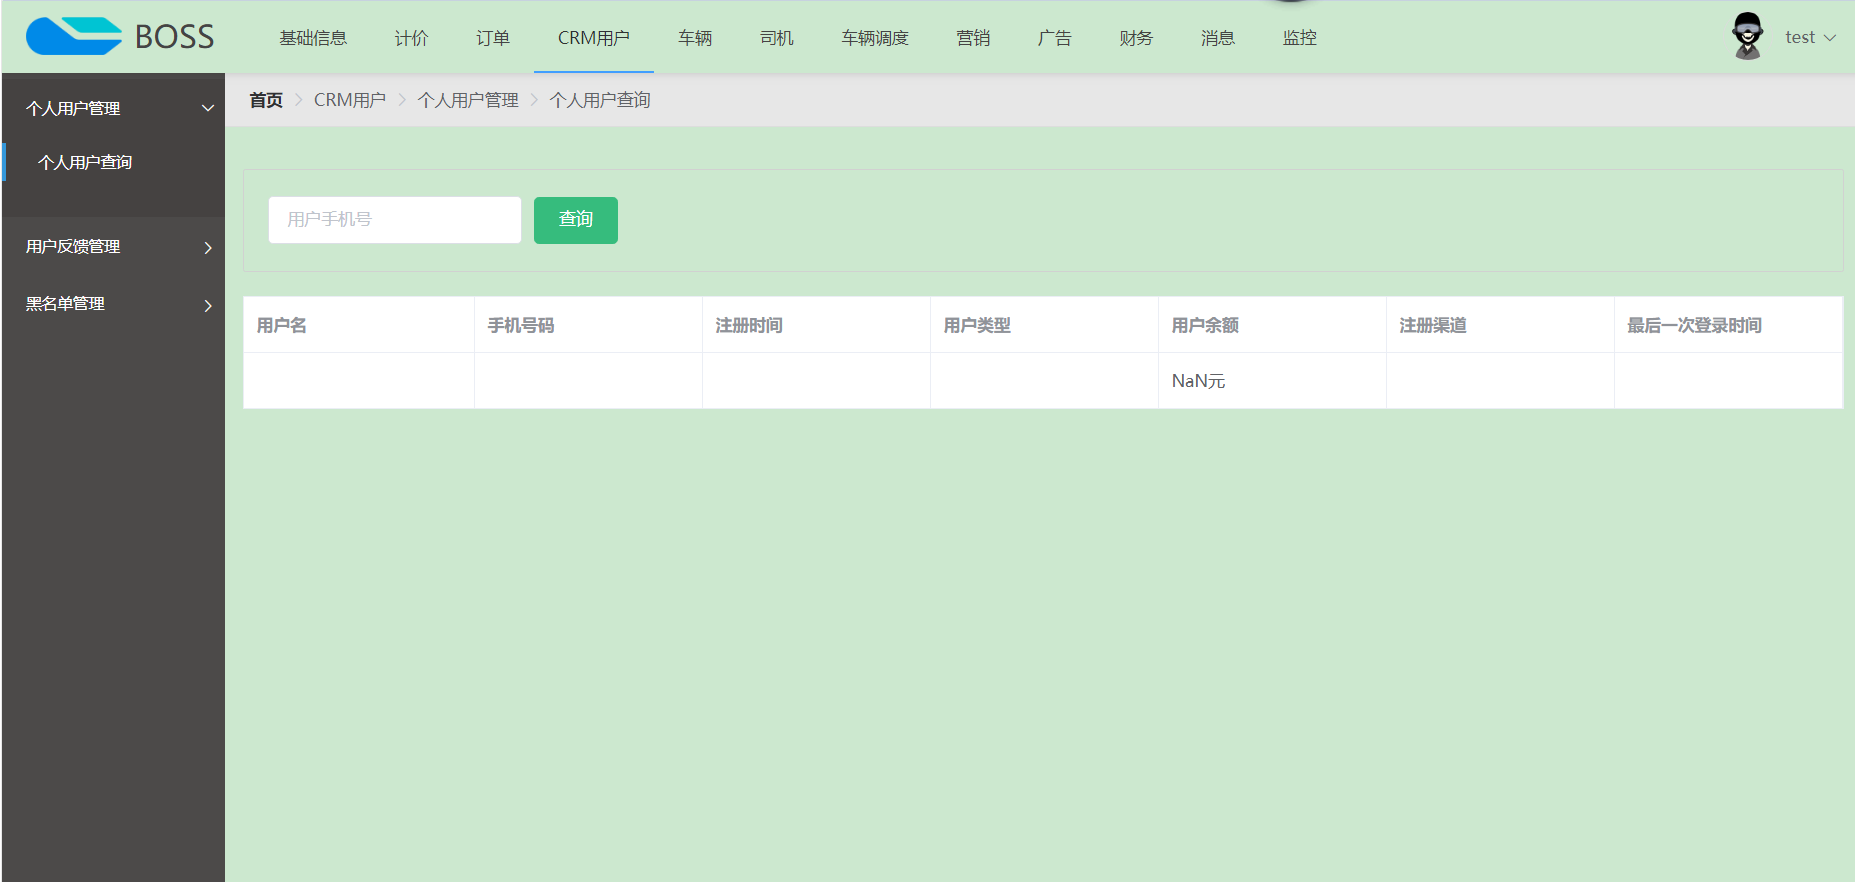 BOSS 基础信息 计价 订单 CRM用户 车辆 司机 车辆调度 营销 广告 财务 消息 监控 test
个人用户管理
个人用户查询
用户反馈管理
黑名单管理
首页 CRM用户 个人用户管理 个人用户查询
用户手机号 查询
用户名 手机号码 注册时间 用户类型 用户余额 注册渠道 最后一次登录时间
NaN元